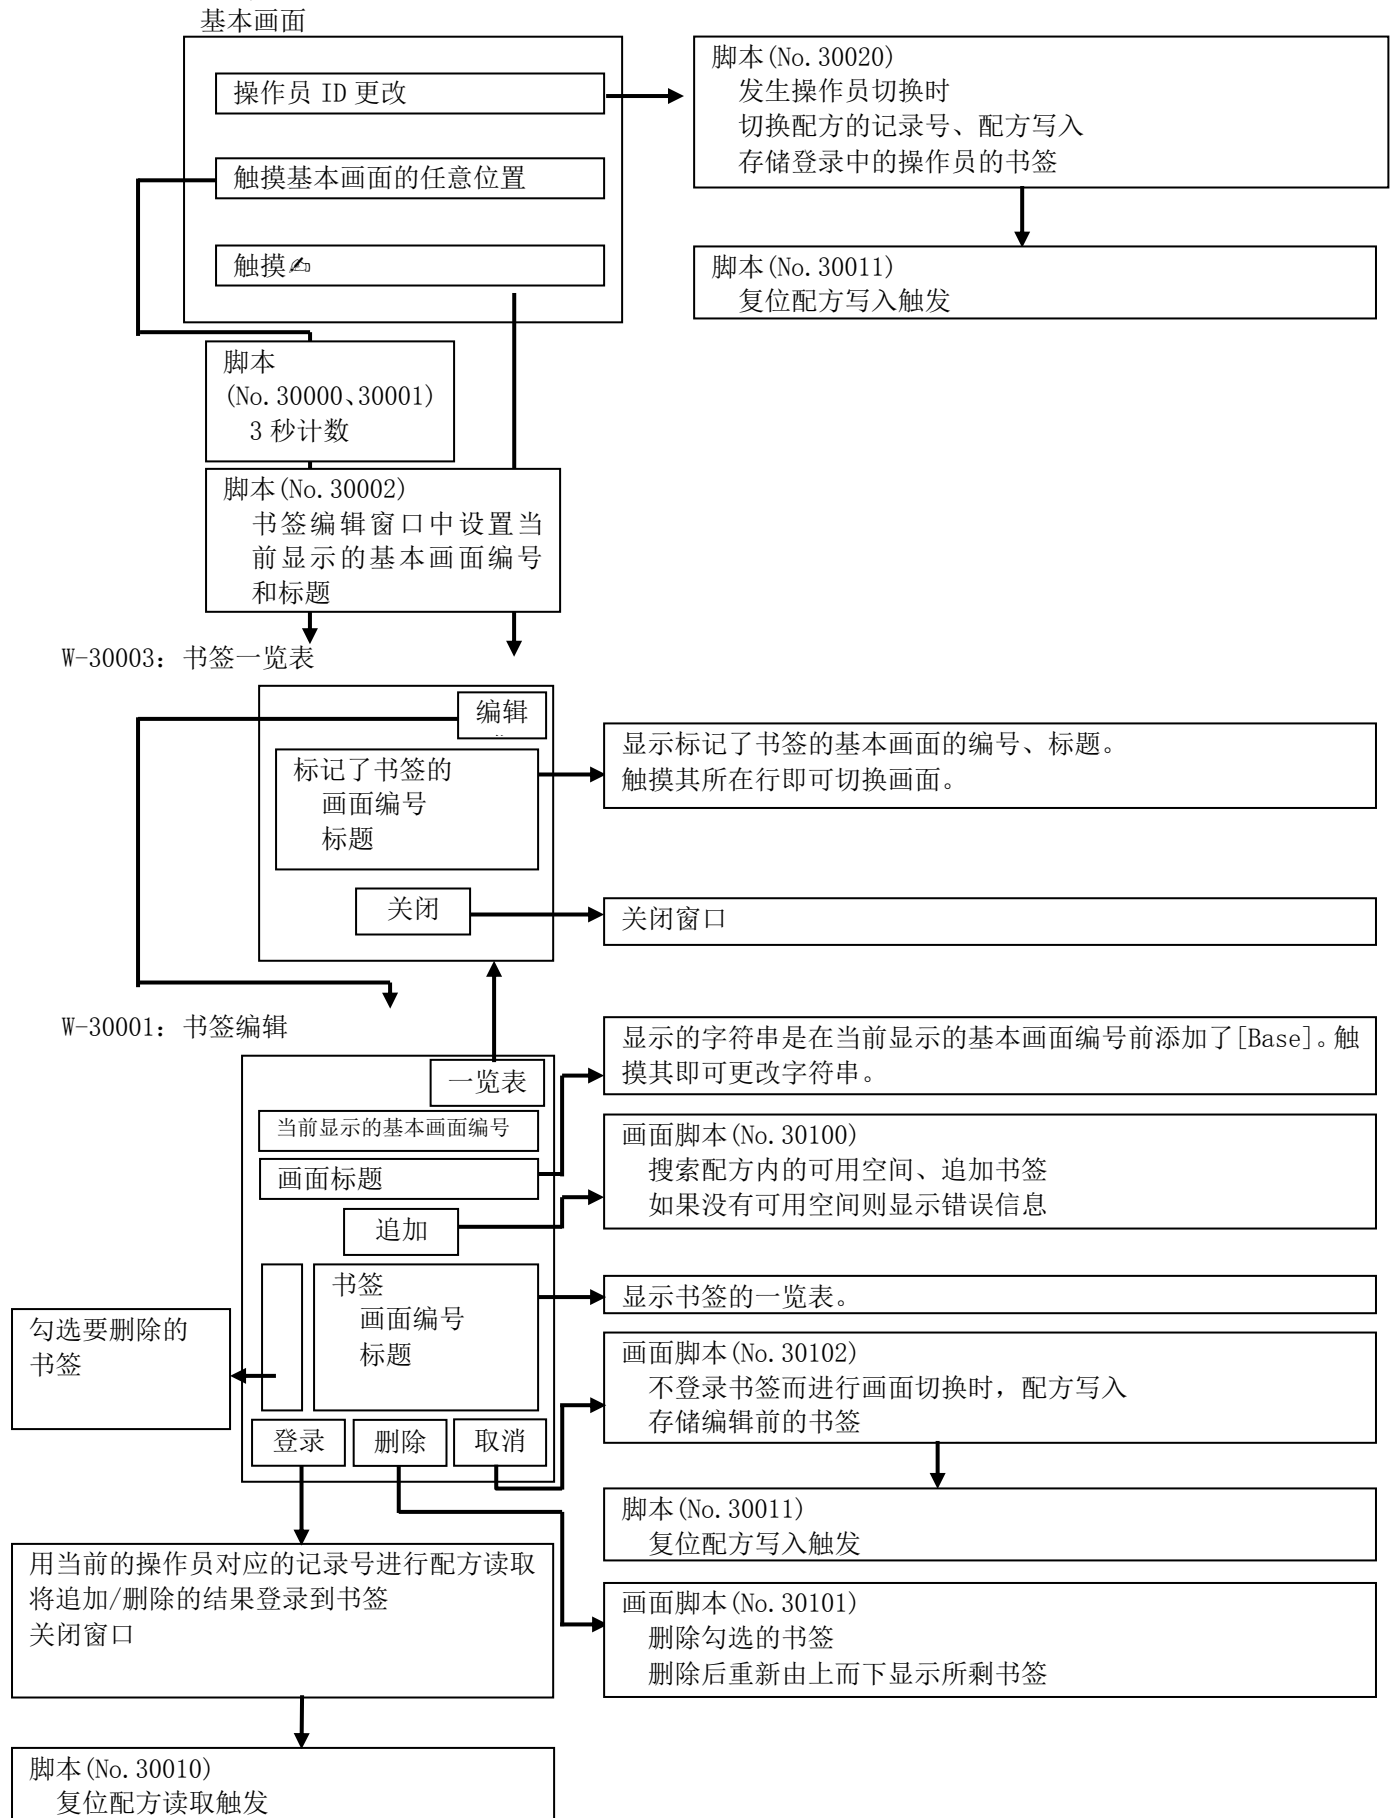 基本画面
操作员 ID 更改
触摸基本画面的任意位置
触摸✍
脚本(No.30020)
发生操作员切换时
切换配方的记录号、配方写入
存储登录中的操作员的书签
脚本(No.30011)
复位配方写入触发
脚本
(No.30000、30001)
3 秒计数
脚本(No.30002)
书签编辑窗口中设置当
前显示的基本画面编号
和标题
W-30003：书签一览表
编辑
标记了书签的
画面编号
标题
关闭
显示标记了书签的基本画面的编号、标题。
触摸其所在行即可切换画面。
关闭窗口
W-30001：书签编辑
一览表
当前显示的基本画面编号
画面标题
追加
书签
画面编号
标题
勾选要删除的
书签
登录
删除
取消
显示的字符串是在当前显示的基本画面编号前添加了[Base]。触
摸其即可更改字符串。
画面脚本(No.30100)
搜索配方内的可用空间、追加书签
如果没有可用空间则显示错误信息
显示书签的一览表。
画面脚本(No.30102)
不登录书签而进行画面切换时，配方写入
存储编辑前的书签
脚本(No.30011)
复位配方写入触发
用当前的操作员对应的记录号进行配方读取
将追加/删除的结果登录到书签
关闭窗口
画面脚本(No.30101)
删除勾选的书签
删除后重新由上而下显示所剩书签
脚本(No.30010)
复位配方读取触发